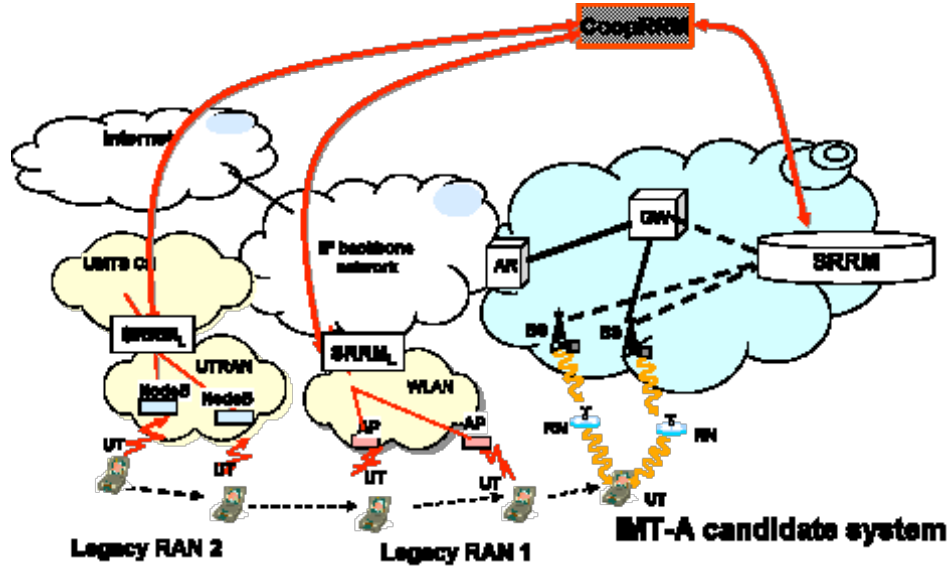 CoopRRM
Internet
UMTS CN
IP backbone
network
AR
GW
SRRM
SRRM L
UTRAN
NodeB
NodeB
SRRM L
WLAN
AP
AP
BS
BS
RN
RN
UT
UT
UT
UT
UT
IMT-A candidate system
Legacy RAN 2
Legacy RAN 1